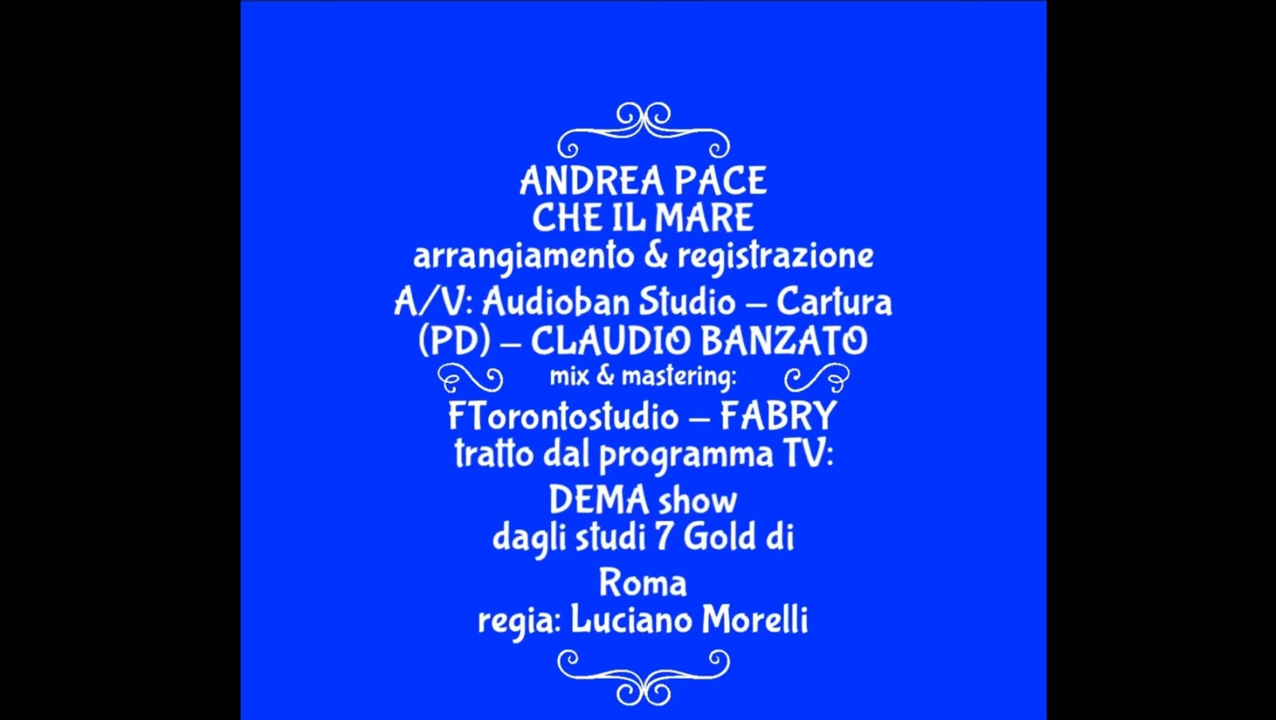 ANDREA PACE
CHE IL MARE
arrangiamento & registrazione
A/V: Audioban Studio – Cartura
(PD) – CLAUDIO BANZATO
mix & mastering:
FTorontostudio – FABRY
tratto dal programma TV:
DEMA show
dagli studi 7 Gold di
Roma
regia: Luciano Morelli